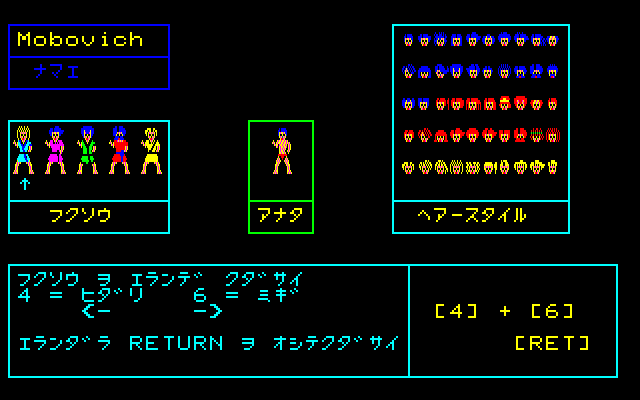 Mobovich
ナマエ
フクソウ
アナタ
ヘアースタイル
フクソウ ヲ エランデ クダサイ
4 = ヒダリ 6 = ミギ
<- ->
エランダラ RETURN ヲ オシテクダサイ
[4] + [6]
[RET]